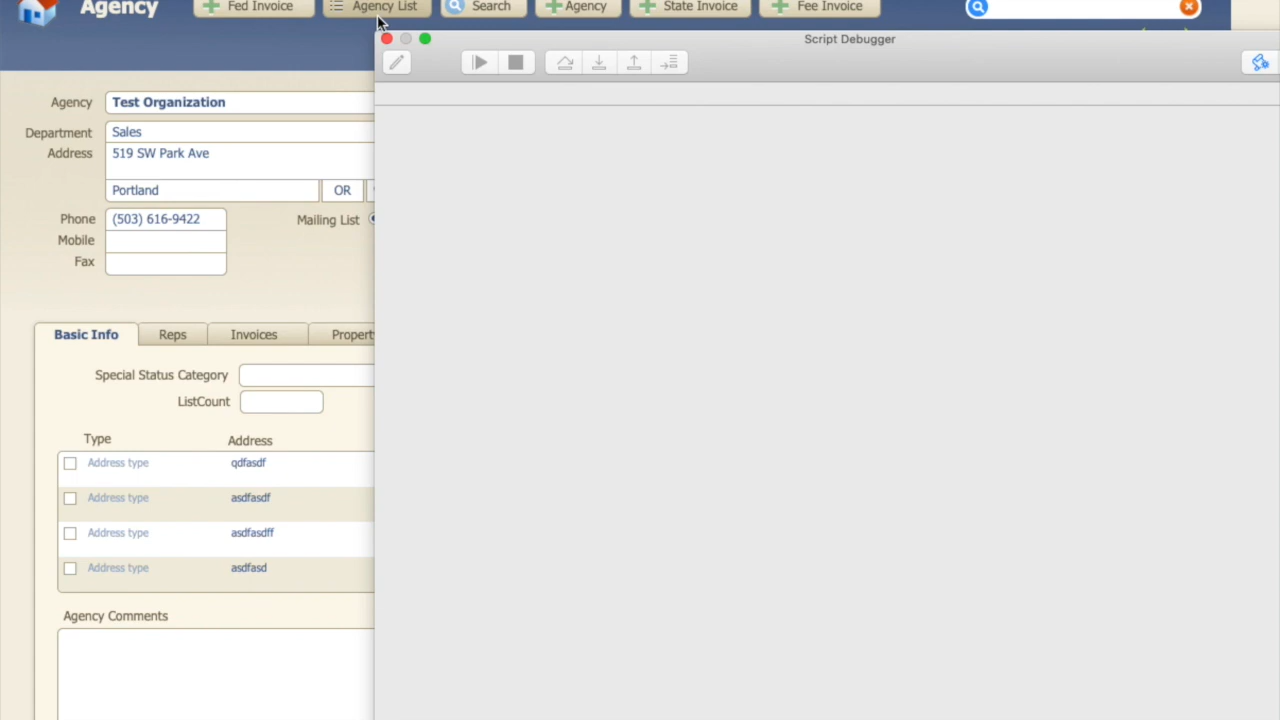 Agency
Fed Invoice
Agency List
Search
Agency
State Invoice
Fee Invoice
Script Debugger
Agency
Test Organization
Department
Sales
Address
519 SW Park Ave
Portland
OR
Phone
(503) 616-9422
Mailing List
Mobile
Fax
Basic Info
Reps
Invoices
Propert
Special Status Category
ListCount
Type
Address
Address type
qdfasdf
Address type
asdfasdf
Address type
asdfasdff
Address type
asdfasd
Agency Comments